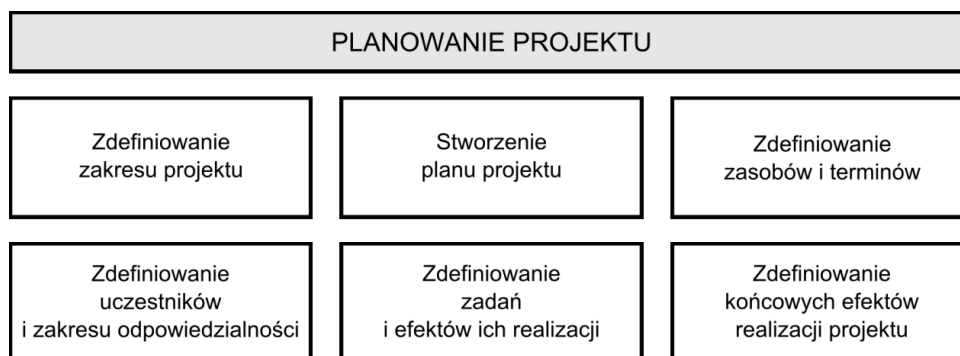 PLANOWANIE PROJEKTU
Zdefiniowanie
zakresu projektu
Stworzenie
planu projektu
Zdefiniowanie
zasobów i terminów
Zdefiniowanie
uczestników
i zakresu odpowiedzialności
Zdefiniowanie
zadań
i efektów ich realizacji
Zdefiniowanie
końcowych efektów
realizacji projektu